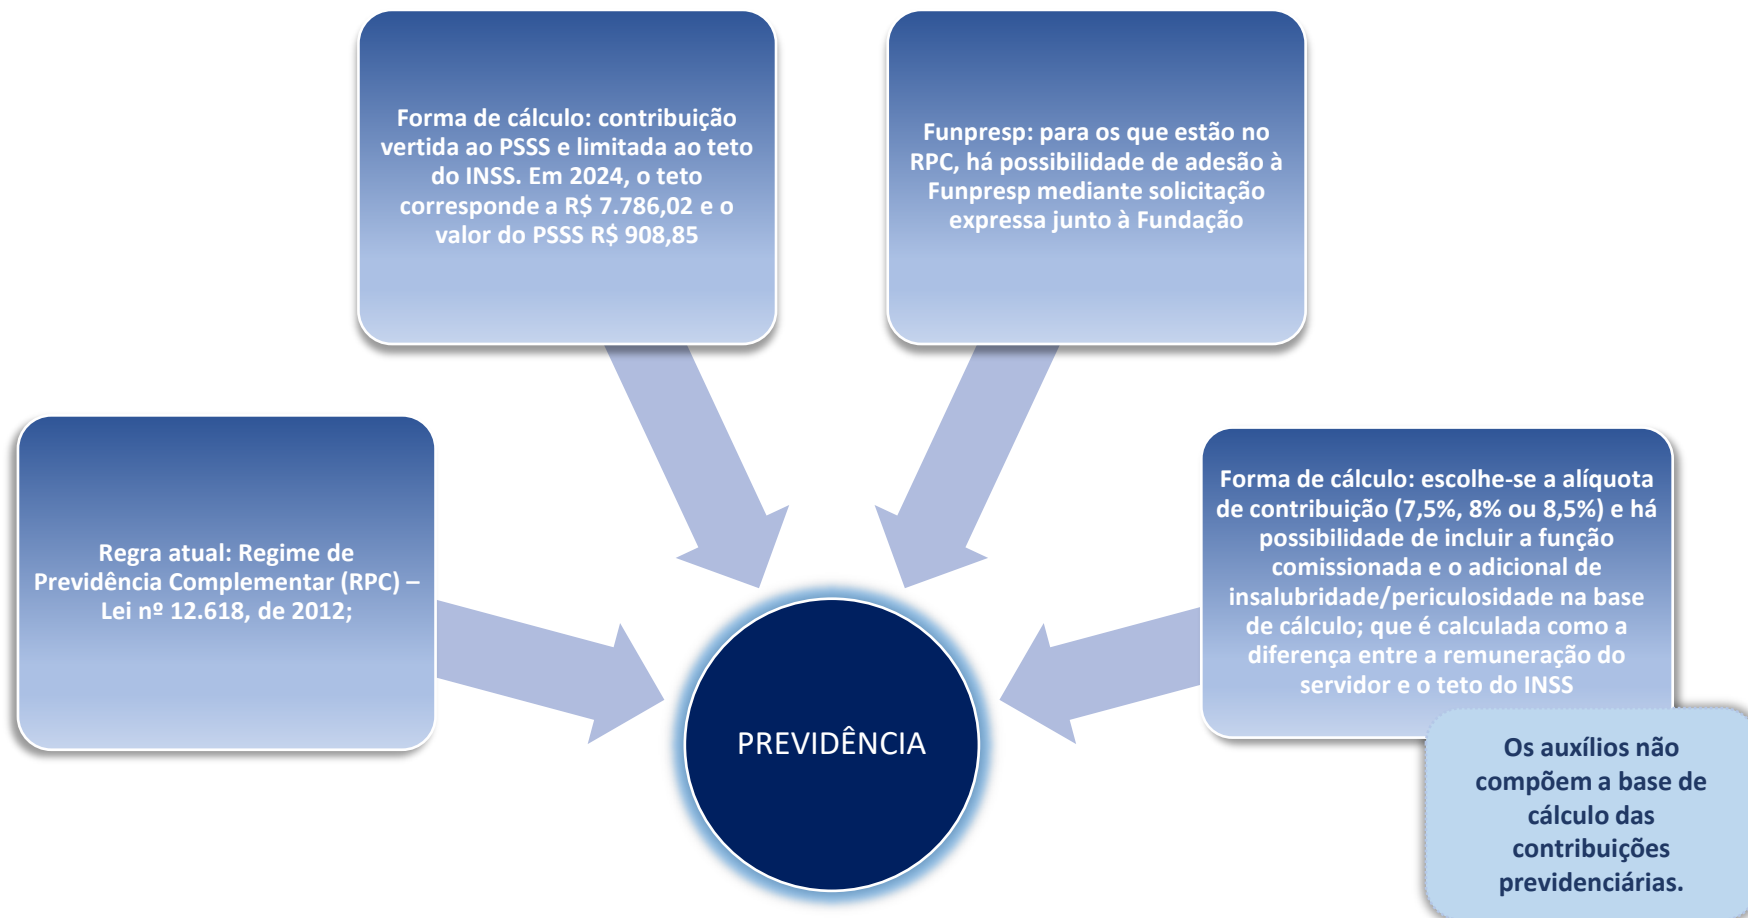 Forma de cálculo: contribuição
vertida ao PSSS e limitada ao teto
do INSS. Em 2024, o teto
corresponde a R$ 7.786,02 e o
valor do PSSS R$ 908,85
Funpresp: para os que estão no
RPC, há possibilidade de adesão à
Funpresp mediante solicitação
expressa junto à Fundação
Regra atual: Regime de
Previdência Complementar (RPC) –
Lei nº 12.618, de 2012;
Forma de cálculo: escolhe-se a alíquota
de contribuição (7,5%, 8% ou 8,5%) e há
possibilidade de incluir a função
comissionada e o adicional de
insalubridade/periculosidade na base
de cálculo; que é calculada como a
diferença entre a remuneração do
servidor e o teto do INSS
PREVIDÊNCIA
Os auxílios não
compõem a base de
cálculo das
contribuições
previdenciárias.